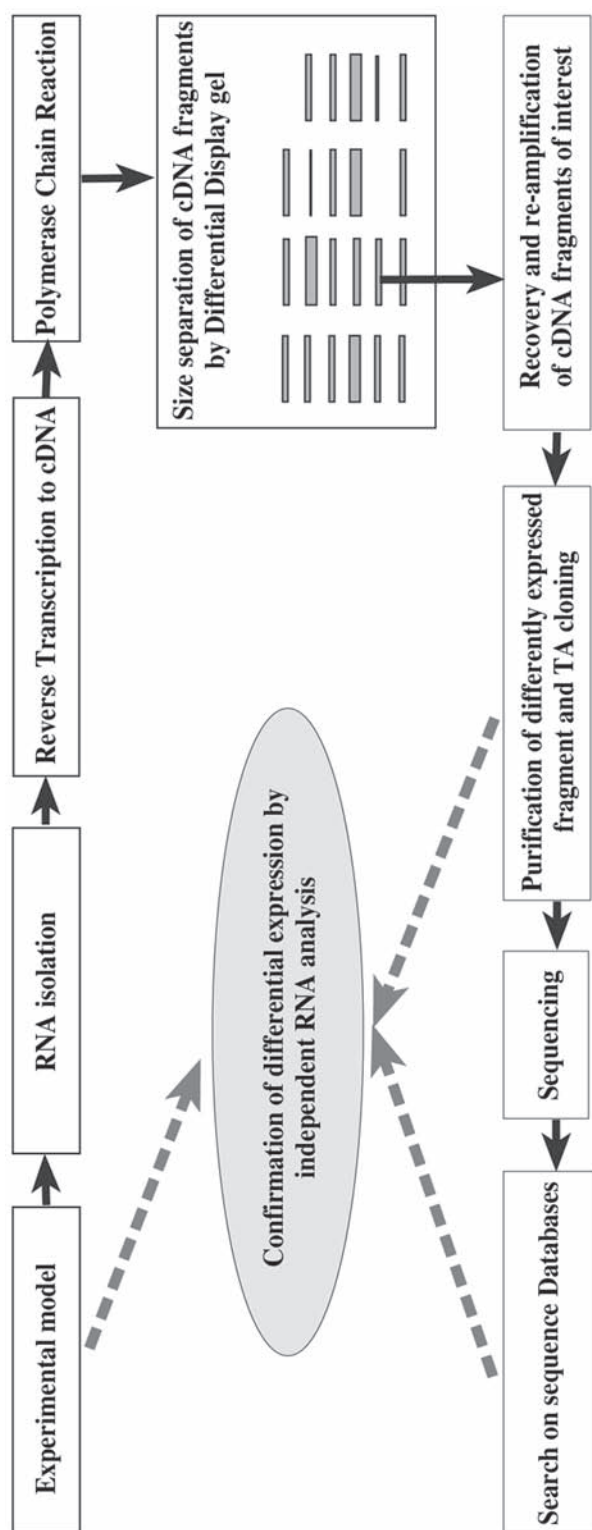 Experimental model
RNA isolation
Reverse Transcription to cDNA
Polymerase Chain Reaction
Size separation of cDNA fragments
by Differential Display gel
Confirmation of differential expression by
independent RNA analysis
Recovery and re-amplification
of cDNA fragments of interest
Purification of differently expressed
fragment and TA cloning
Sequencing
Search on sequence Databases